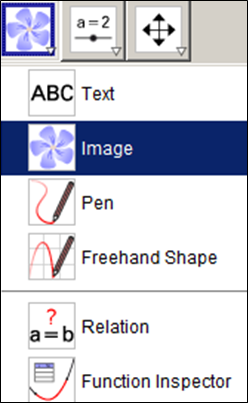 a = 2
ABC Text
Image
Pen
Freehand Shape
?
a=b Relation
Function Inspector